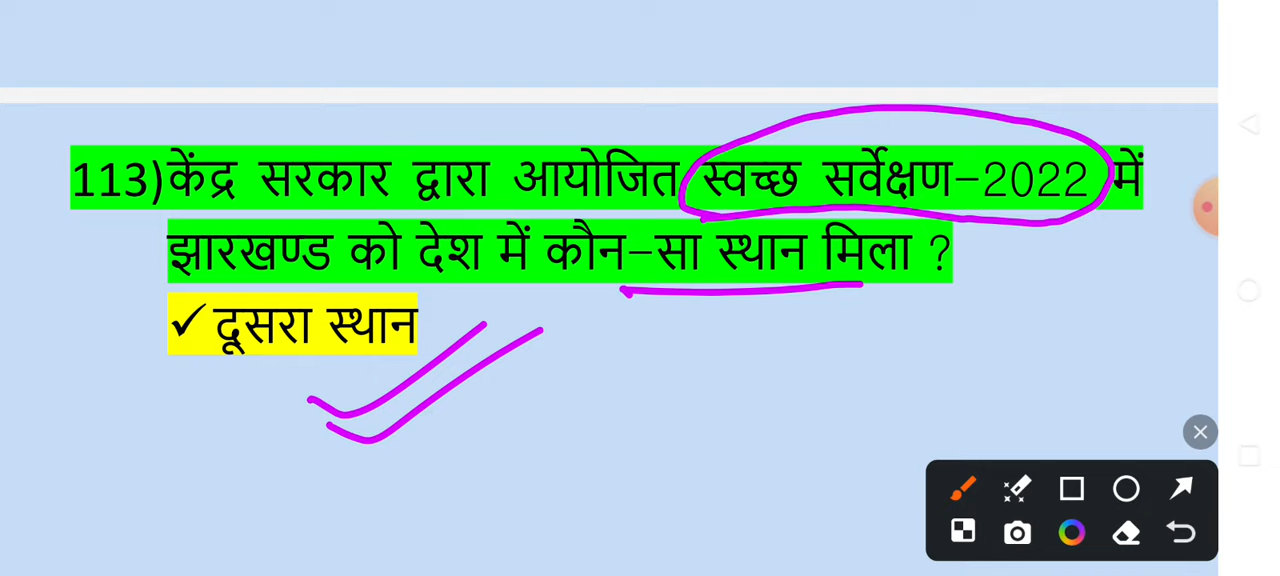 113)केंद्र सरकार द्वारा आयोजित स्वच्छ सर्वेक्षण-2022 में
झारखण्ड को देश में कौन-सा स्थान मिला ?
✓दूसरा स्थान